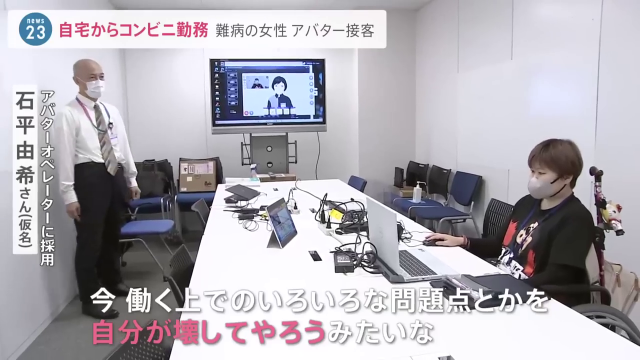 news
23
自宅からコンビニ勤務 難病の女性 アバター接客
アバターオペレーターに採用
石平由希さん(仮名)
今 働く上でのいろいろな問題点とかを
自分が壊してやろうみたいな